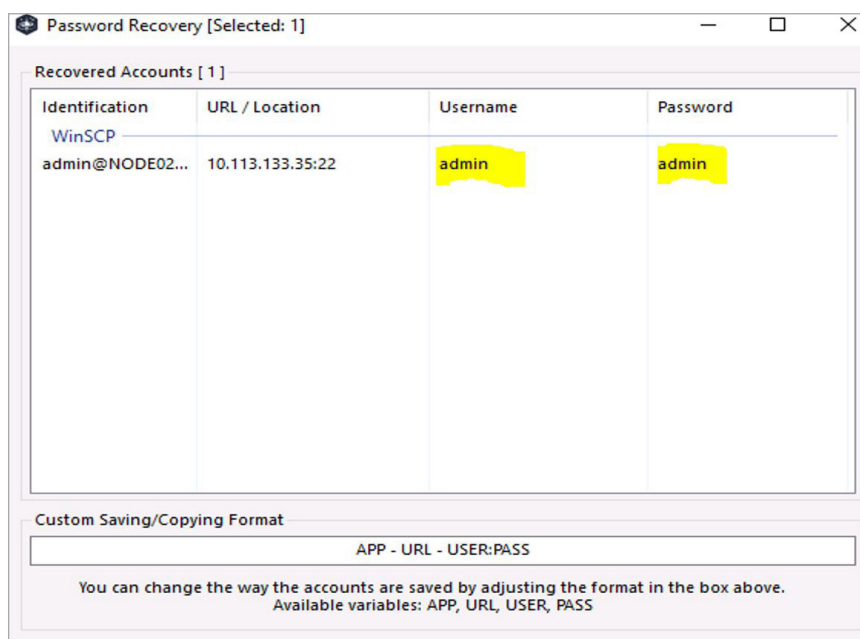 Password Recovery [Selected: 1]
Recovered Accounts [ 1 ]
Identification URL / Location Username Password
WinSCP
admin@NODE02... 10.113.133.35:22 admin admin
Custom Saving/Copying Format
APP - URL - USER:PASS
You can change the way the accounts are saved by adjusting the format in the box above.
Available variables: APP, URL, USER, PASS